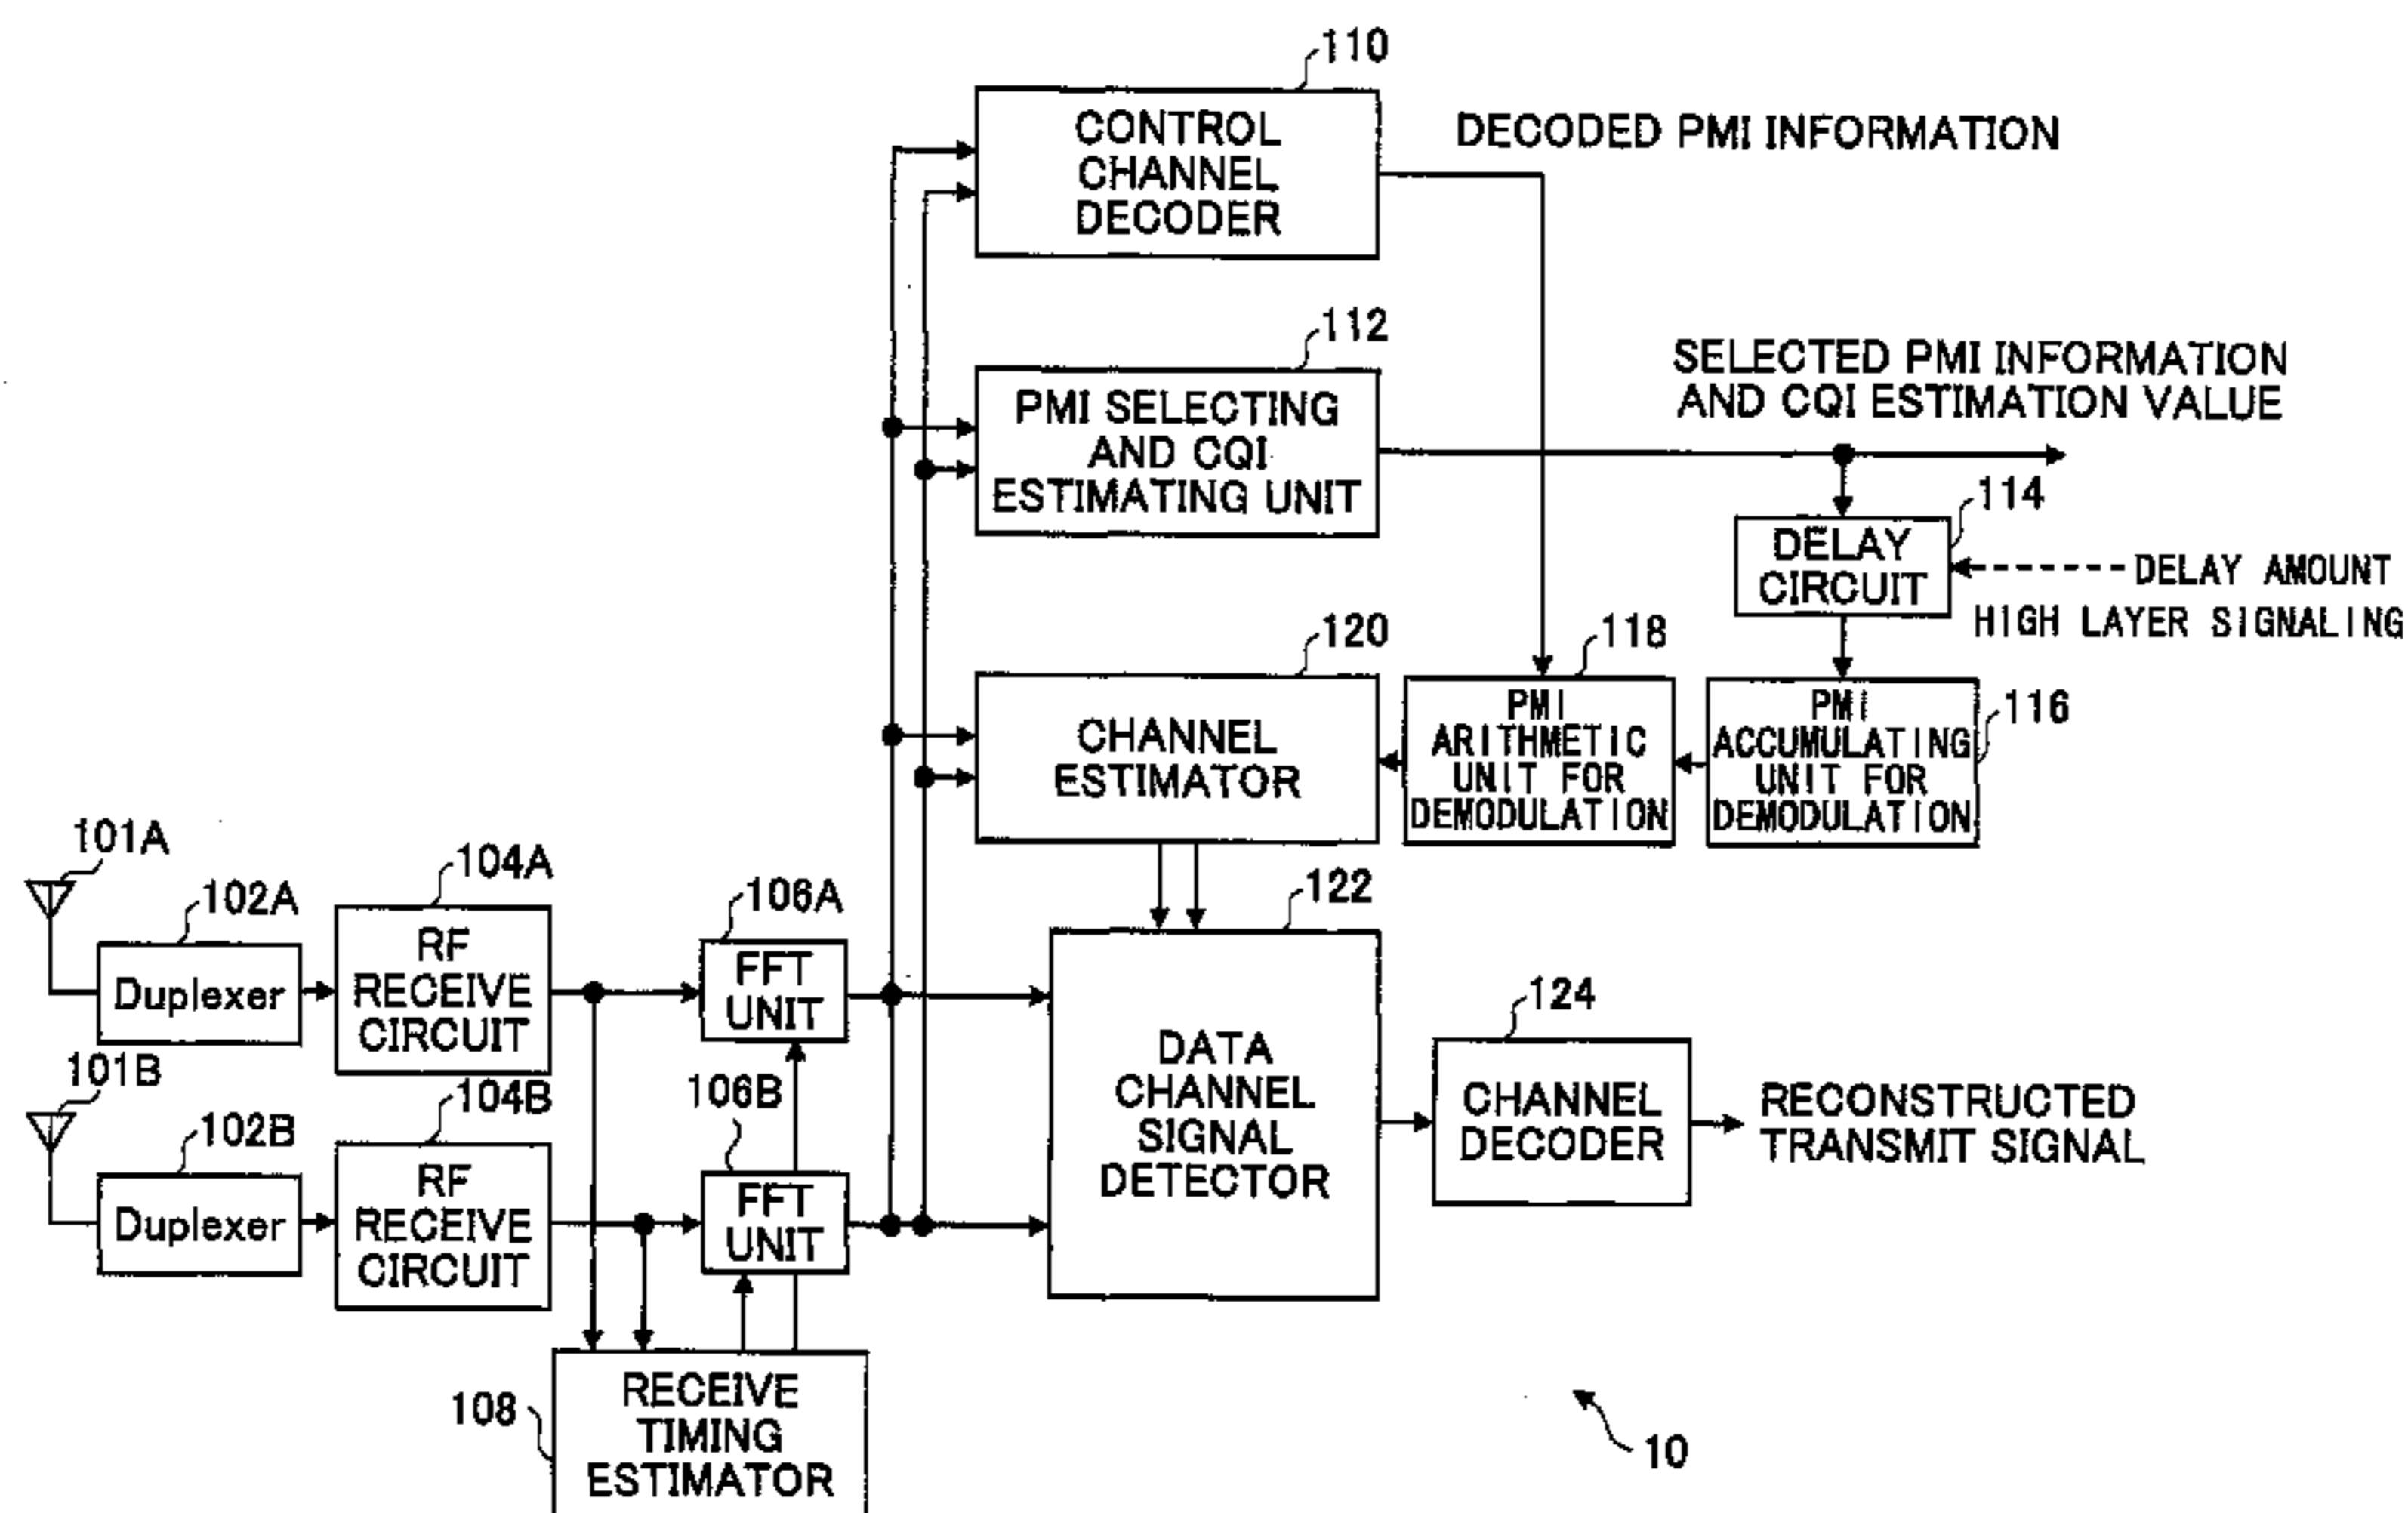 110
CONTROL
CHANNEL
DECODER
DECODED PMI INFORMATION
112
PMI SELECTING
AND CQI
ESTIMATING UNIT
SELECTED PMI INFORMATION
AND CQI ESTIMATION VALUE
114
DELAY
CIRCUIT
DELAY AMOUNT
HIGH LAYER SIGNALING
120
CHANNEL
ESTIMATOR
118
PMI
ARITHMETIC
UNIT FOR
DEMODULATION
PMI
ACCUMULATING
UNIT FOR
DEMODULATION
116
101A
102A
Duplexer
104A
RF
RECEIVE
CIRCUIT
106A
FFT
UNIT
122
DATA
CHANNEL
SIGNAL
DETECTOR
124
CHANNEL
DECODER
RECONSTRUCTED
TRANSMIT SIGNAL
101B
102B
Duplexer
104B
RF
RECEIVE
CIRCUIT
106B
FFT
UNIT
108
RECEIVE
TIMING
ESTIMATOR
10